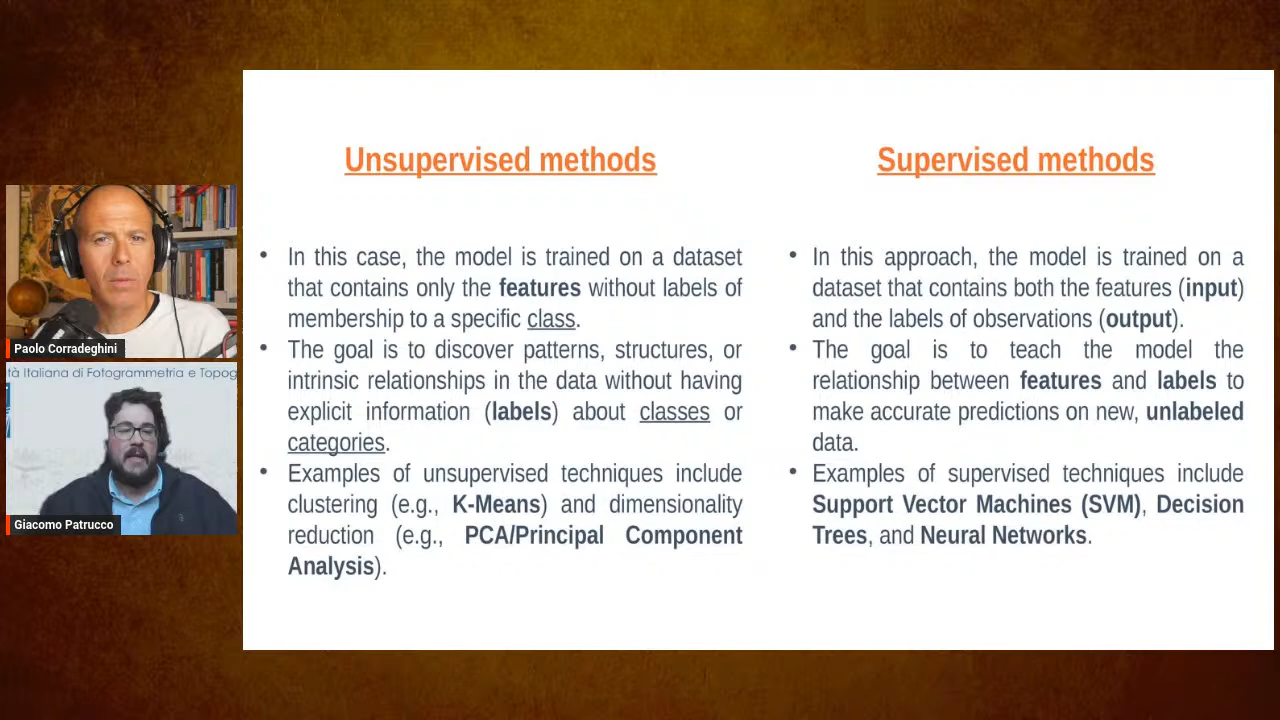 Unsupervised methods
• In this case, the model is trained on a dataset
that contains only the features without labels of
membership to a specific class.
• The goal is to discover patterns, structures, or
intrinsic relationships in the data without having
explicit information (labels) about classes or
categories.
• Examples of unsupervised techniques include
clustering (e.g., K-Means) and dimensionality
reduction (e.g., PCA/Principal Component
Analysis).
Supervised methods
• In this approach, the model is trained on a
dataset that contains both the features (input)
and the labels of observations (output).
• The goal is to teach the model the
relationship between features and labels to
make accurate predictions on new, unlabeled
data.
• Examples of supervised techniques include
Support Vector Machines (SVM), Decision
Trees, and Neural Networks.
Paolo Corradeghini
tà Italiana di Fotogrammetria e Topog
Giacomo Patrucco